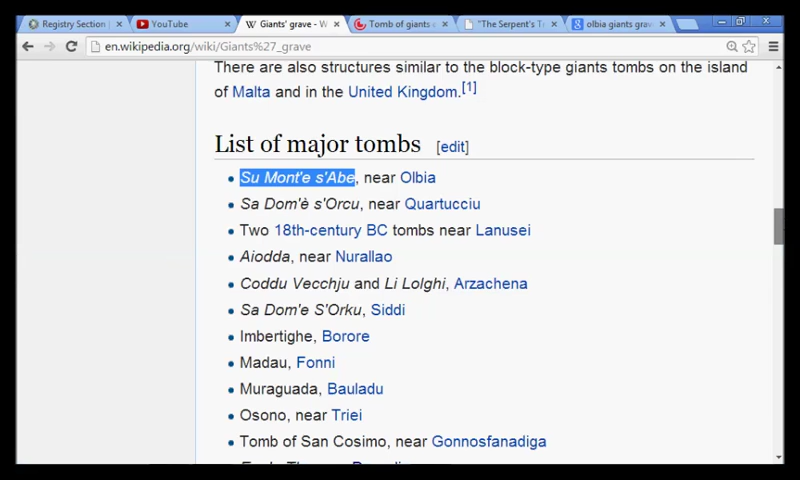 Registry Section |
YouTube
Giants' grave - W
Tomb of giants
"The Serpent's T
olbia giants grav
en.wikipedia.org/wiki/Giants%27_grave
There are also structures similar to the block-type giants tombs on the island
of Malta and in the United Kingdom.[1]
List of major tombs [edit]
Su Mont'e s'Abe, near Olbia
Sa Dom'è s'Orcu, near Quartucciu
Two 18th-century BC tombs near Lanusei
Aiodda, near Nurallao
Coddu Vecchju and Li Lolghi, Arzachena
Sa Dom'e S'Orku, Siddi
Imbertighe, Borore
Madau, Fonni
Muraguada, Bauladu
Osono, near Triei
Tomb of San Cosimo, near Gonnosfanadiga